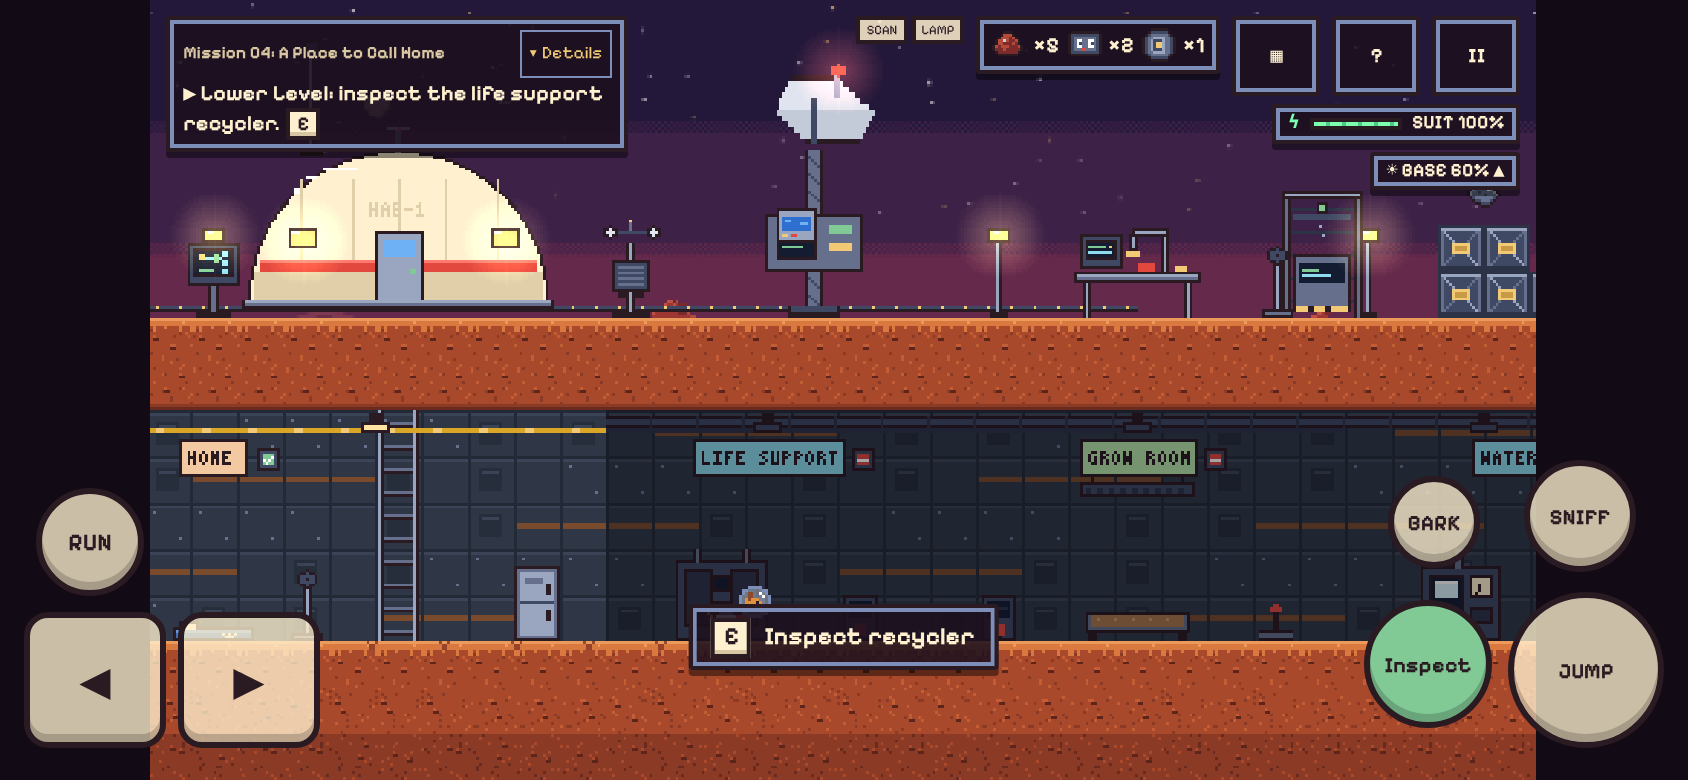 Mission 04: A Place to Call Home
▾ Details
▶ Lower Level: inspect the life support
recycler. E
SCAN
LAMP
×9 ×2 ×1
?
II
SUIT 100%
☀ BASE 60% ▲
HAB-1
HOME
LIFE SUPPORT
GROW ROOM
WATER
RUN
BARK
SNIFF
E Inspect recycler
Inspect
JUMP
◀
▶